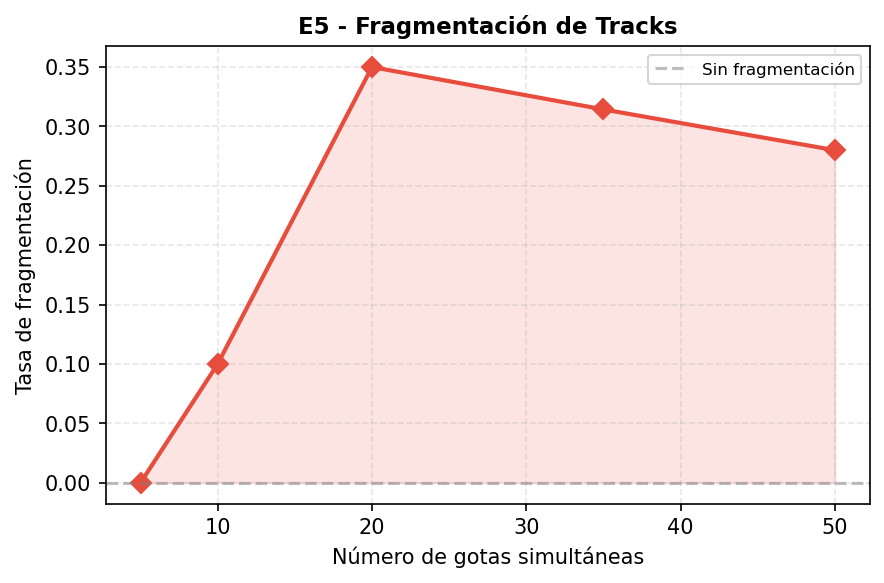 E5 - Fragmentación de Tracks
Sin fragmentación
Tasa de fragmentación
0.35
0.30
0.25
0.20
0.15
0.10
0.05
0.00
10 20 30 40 50
Número de gotas simultáneas